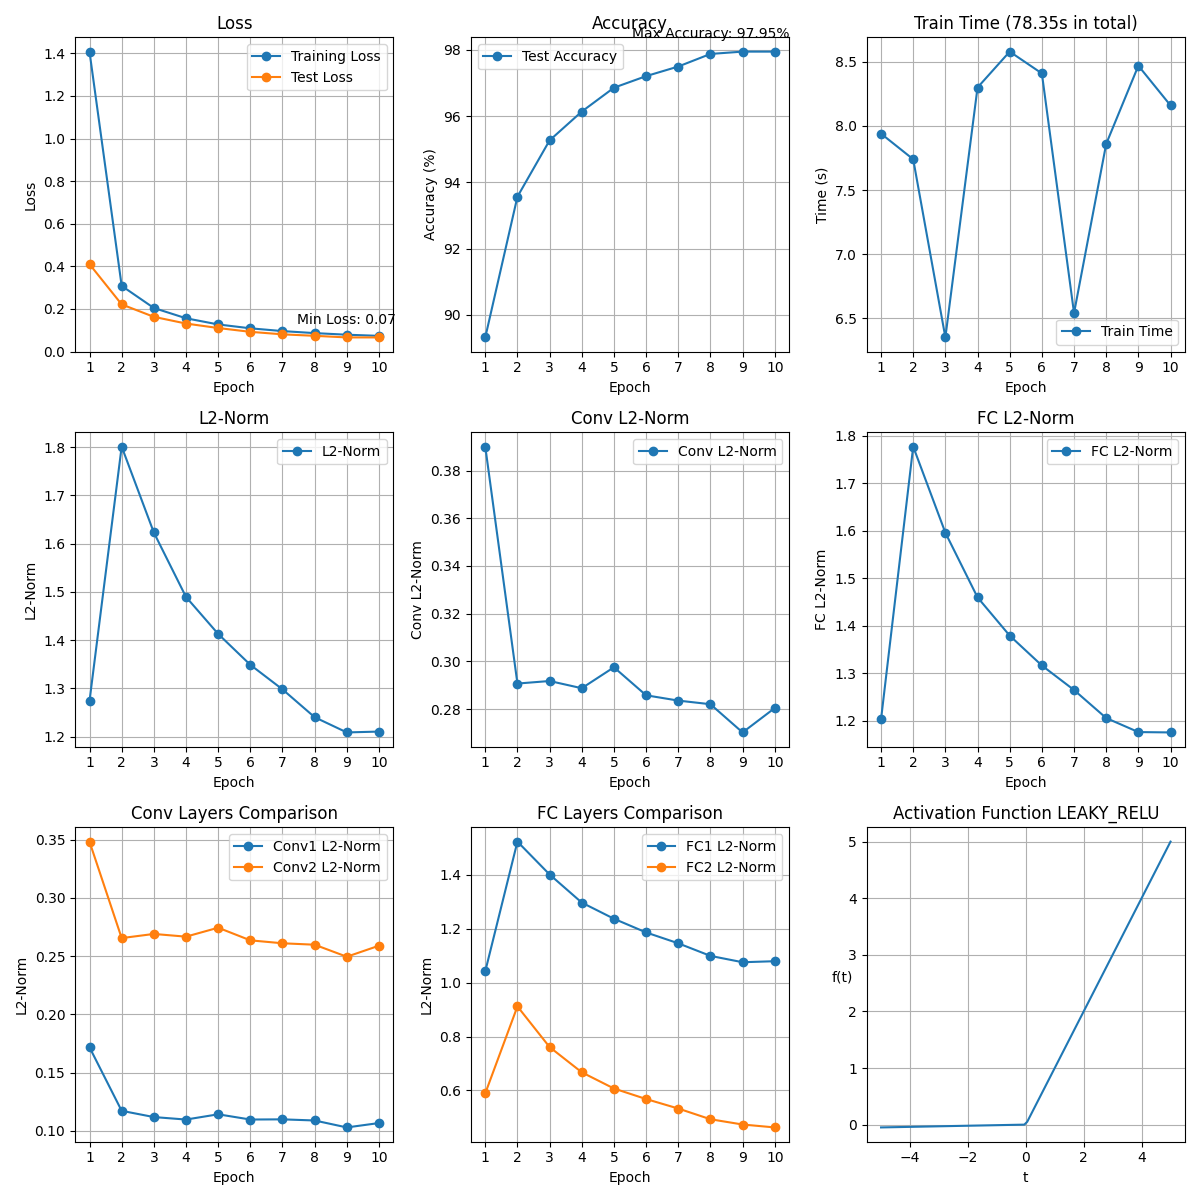 Loss
1.4
1.2
1.0
0.8
0.6
0.4
0.2
0.0
Loss
Training Loss
Test Loss
Min Loss: 0.07
1 2 3 4 5 6 7 8 9 10
Epoch
Accuracy
Max Accuracy: 97.95%
98
96
94
92
90
Accuracy (%)
Test Accuracy
1 2 3 4 5 6 7 8 9 10
Epoch
Train Time (78.35s in total)
8.5
8.0
7.5
7.0
6.5
Time (s)
Train Time
1 2 3 4 5 6 7 8 9 10
Epoch
L2-Norm
1.8
1.7
1.6
1.5
1.4
1.3
1.2
L2-Norm
L2-Norm
1 2 3 4 5 6 7 8 9 10
Epoch
Conv L2-Norm
0.38
0.36
0.34
0.32
0.30
0.28
Conv L2-Norm
Conv L2-Norm
1 2 3 4 5 6 7 8 9 10
Epoch
FC L2-Norm
1.8
1.7
1.6
1.5
1.4
1.3
1.2
FC L2-Norm
FC L2-Norm
1 2 3 4 5 6 7 8 9 10
Epoch
Conv Layers Comparison
0.35
0.30
0.25
0.20
0.15
0.10
L2-Norm
Conv1 L2-Norm
Conv2 L2-Norm
1 2 3 4 5 6 7 8 9 10
Epoch
FC Layers Comparison
1.4
1.2
1.0
0.8
0.6
L2-Norm
FC1 L2-Norm
FC2 L2-Norm
1 2 3 4 5 6 7 8 9 10
Epoch
Activation Function LEAKY_RELU
5
4
3
2
1
0
f(t)
−4 −2 0 2 4
t